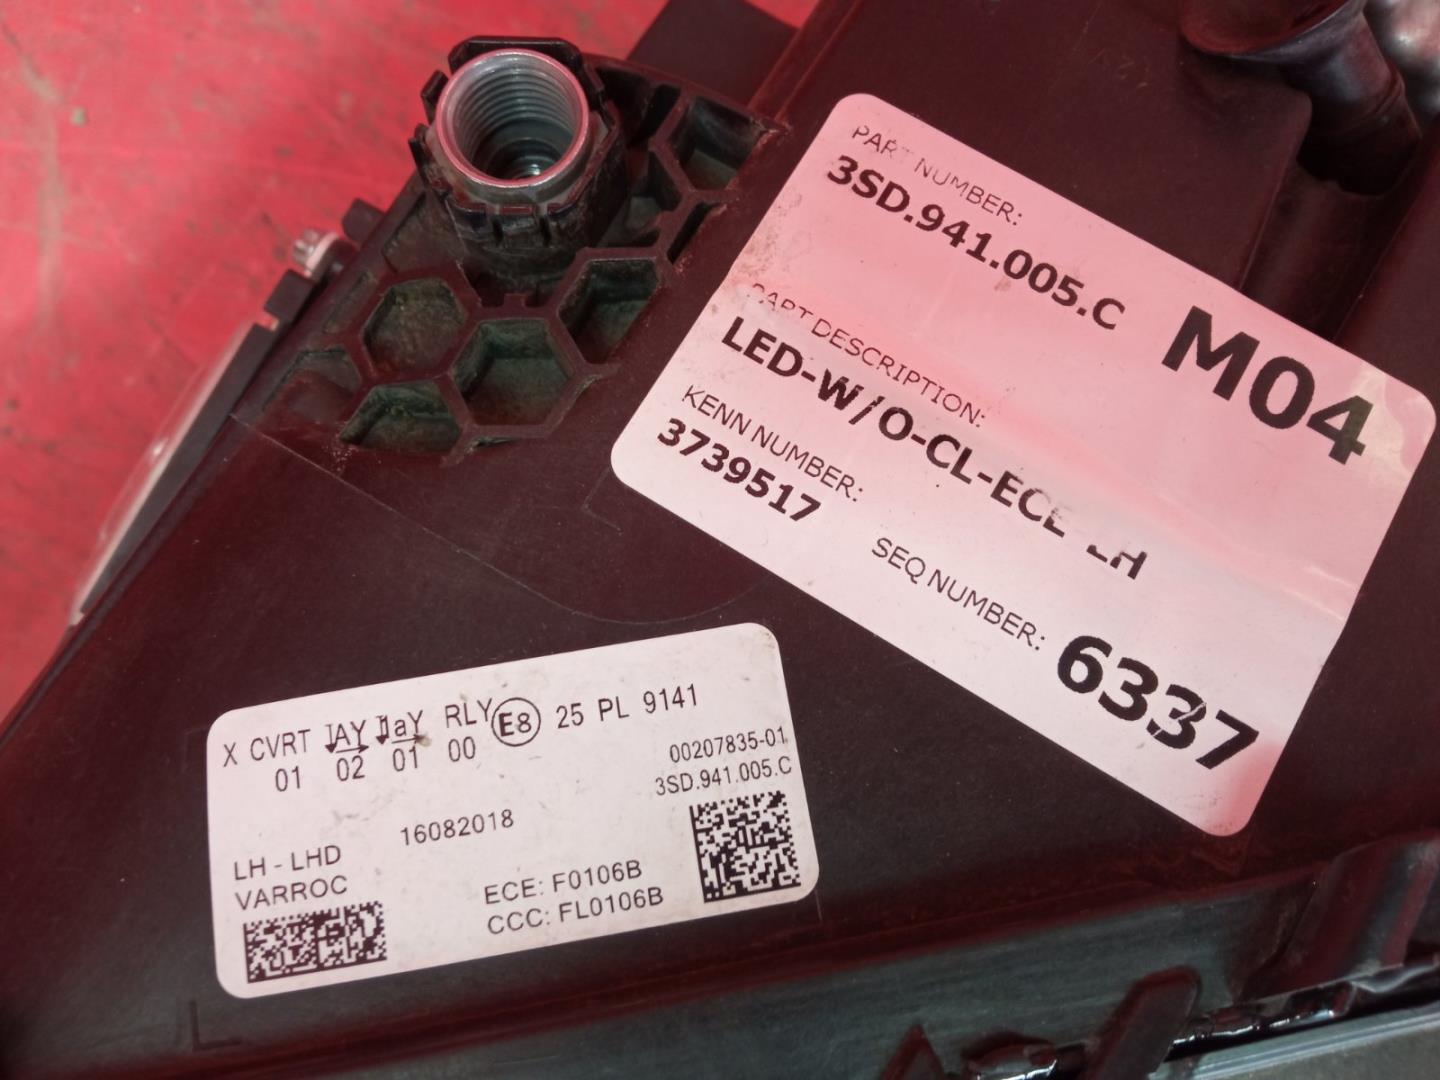 PART NUMBER:
3SD.941.005.C
M04
PART DESCRIPTION:
LED-W/O-CL-ECE-LH
KENN NUMBER:
3739517
SEQ NUMBER: 6337
X CVRT IAY IIaY RLY E8 25 PL 9141
01 02 01 00
00207835-01
3SD.941.005.C
16082018
LH - LHD
VARROC
ECE: F0106B
CCC: FL0106B
L